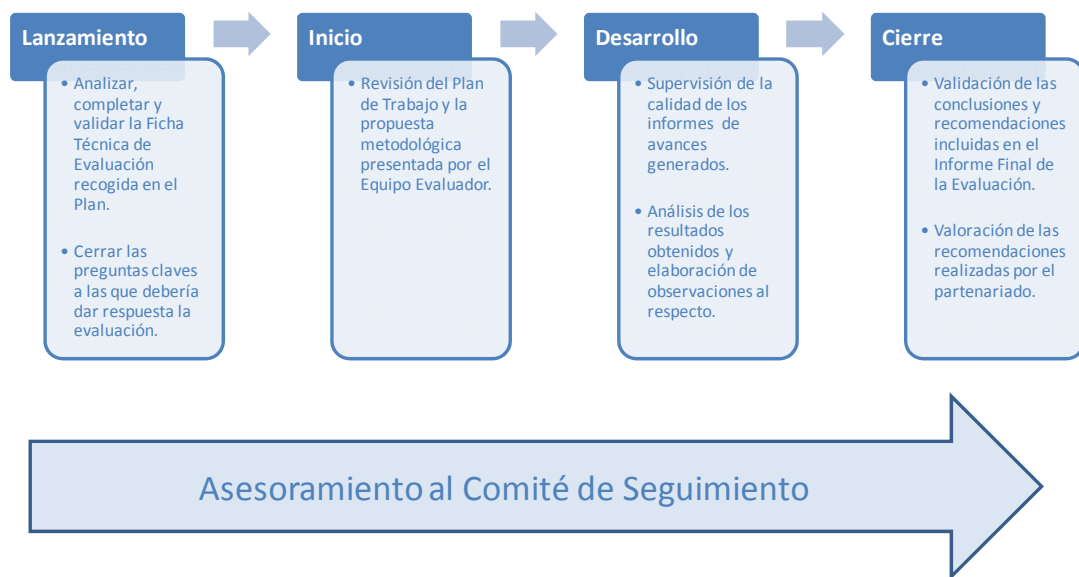 Lanzamiento
• Analizar,
completar y
validar la Ficha
Técnica de
Evaluación
recogida en el
Plan.
• Cerrar las
preguntas claves
a las que debería
dar respuesta la
evaluación.
Inicio
• Revisión del Plan
de Trabajo y la
propuesta
metodológica
presentada por el
Equipo Evaluador.
Desarrollo
• Supervisión de la
calidad de los
informes de
avances
generados.
• Análisis de los
resultados
obtenidos y
elaboración de
observaciones al
respecto.
Cierre
• Validación de las
conclusiones y
recomendaciones
incluidas en el
Informe Final de
la Evaluación.
• Valoración de las
recomendaciones
realizadas por el
partenariado.
Asesoramiento al Comité de Seguimiento